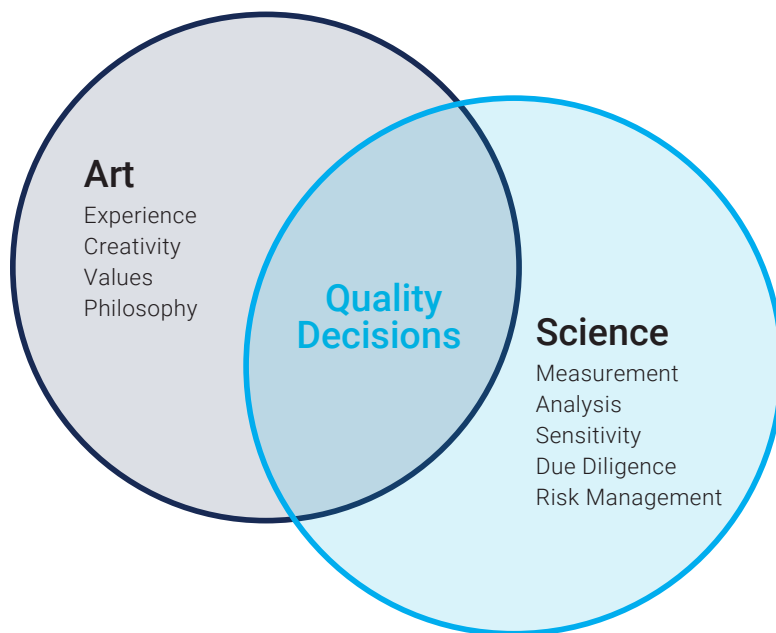 Art
Experience
Creativity
Values
Philosophy
Quality
Decisions
Science
Measurement
Analysis
Sensitivity
Due Diligence
Risk Management